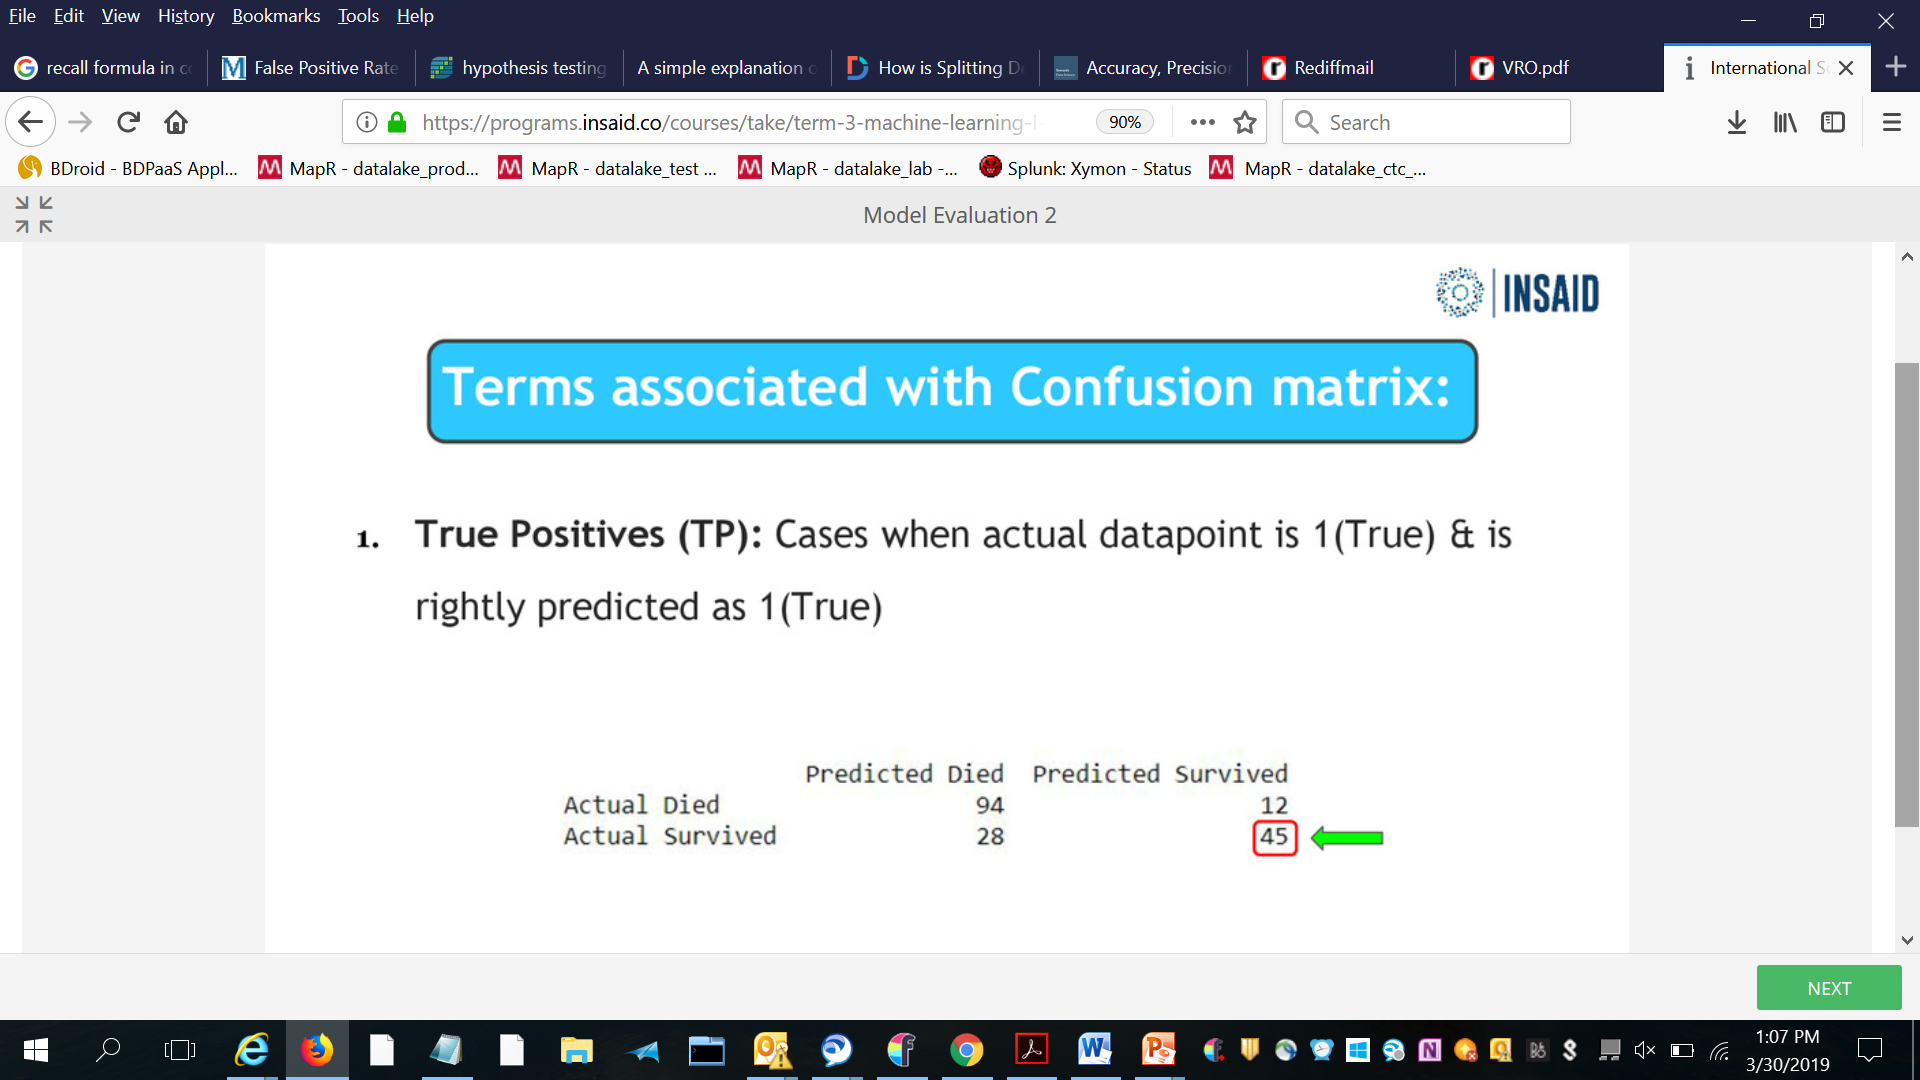 File Edit View History Bookmarks Tools Help
recall formula in co
False Positive Rate
hypothesis testing
A simple explanation o
How is Splitting De
Accuracy, Precision
Rediffmail
VRO.pdf
International Sc
https://programs.insaid.co/courses/take/term-3-machine-learning-l
90%
Search
BDroid - BDPaaS Appl...
MapR - datalake_prod...
MapR - datalake_test ...
MapR - datalake_lab -...
Splunk: Xymon - Status
MapR - datalake_ctc_...
Model Evaluation 2
INSAID
Terms associated with Confusion matrix:
1. True Positives (TP): Cases when actual datapoint is 1(True) & is
rightly predicted as 1(True)
Predicted Died Predicted Survived
Actual Died 94 12
Actual Survived 28 45
NEXT
1:07 PM
3/30/2019